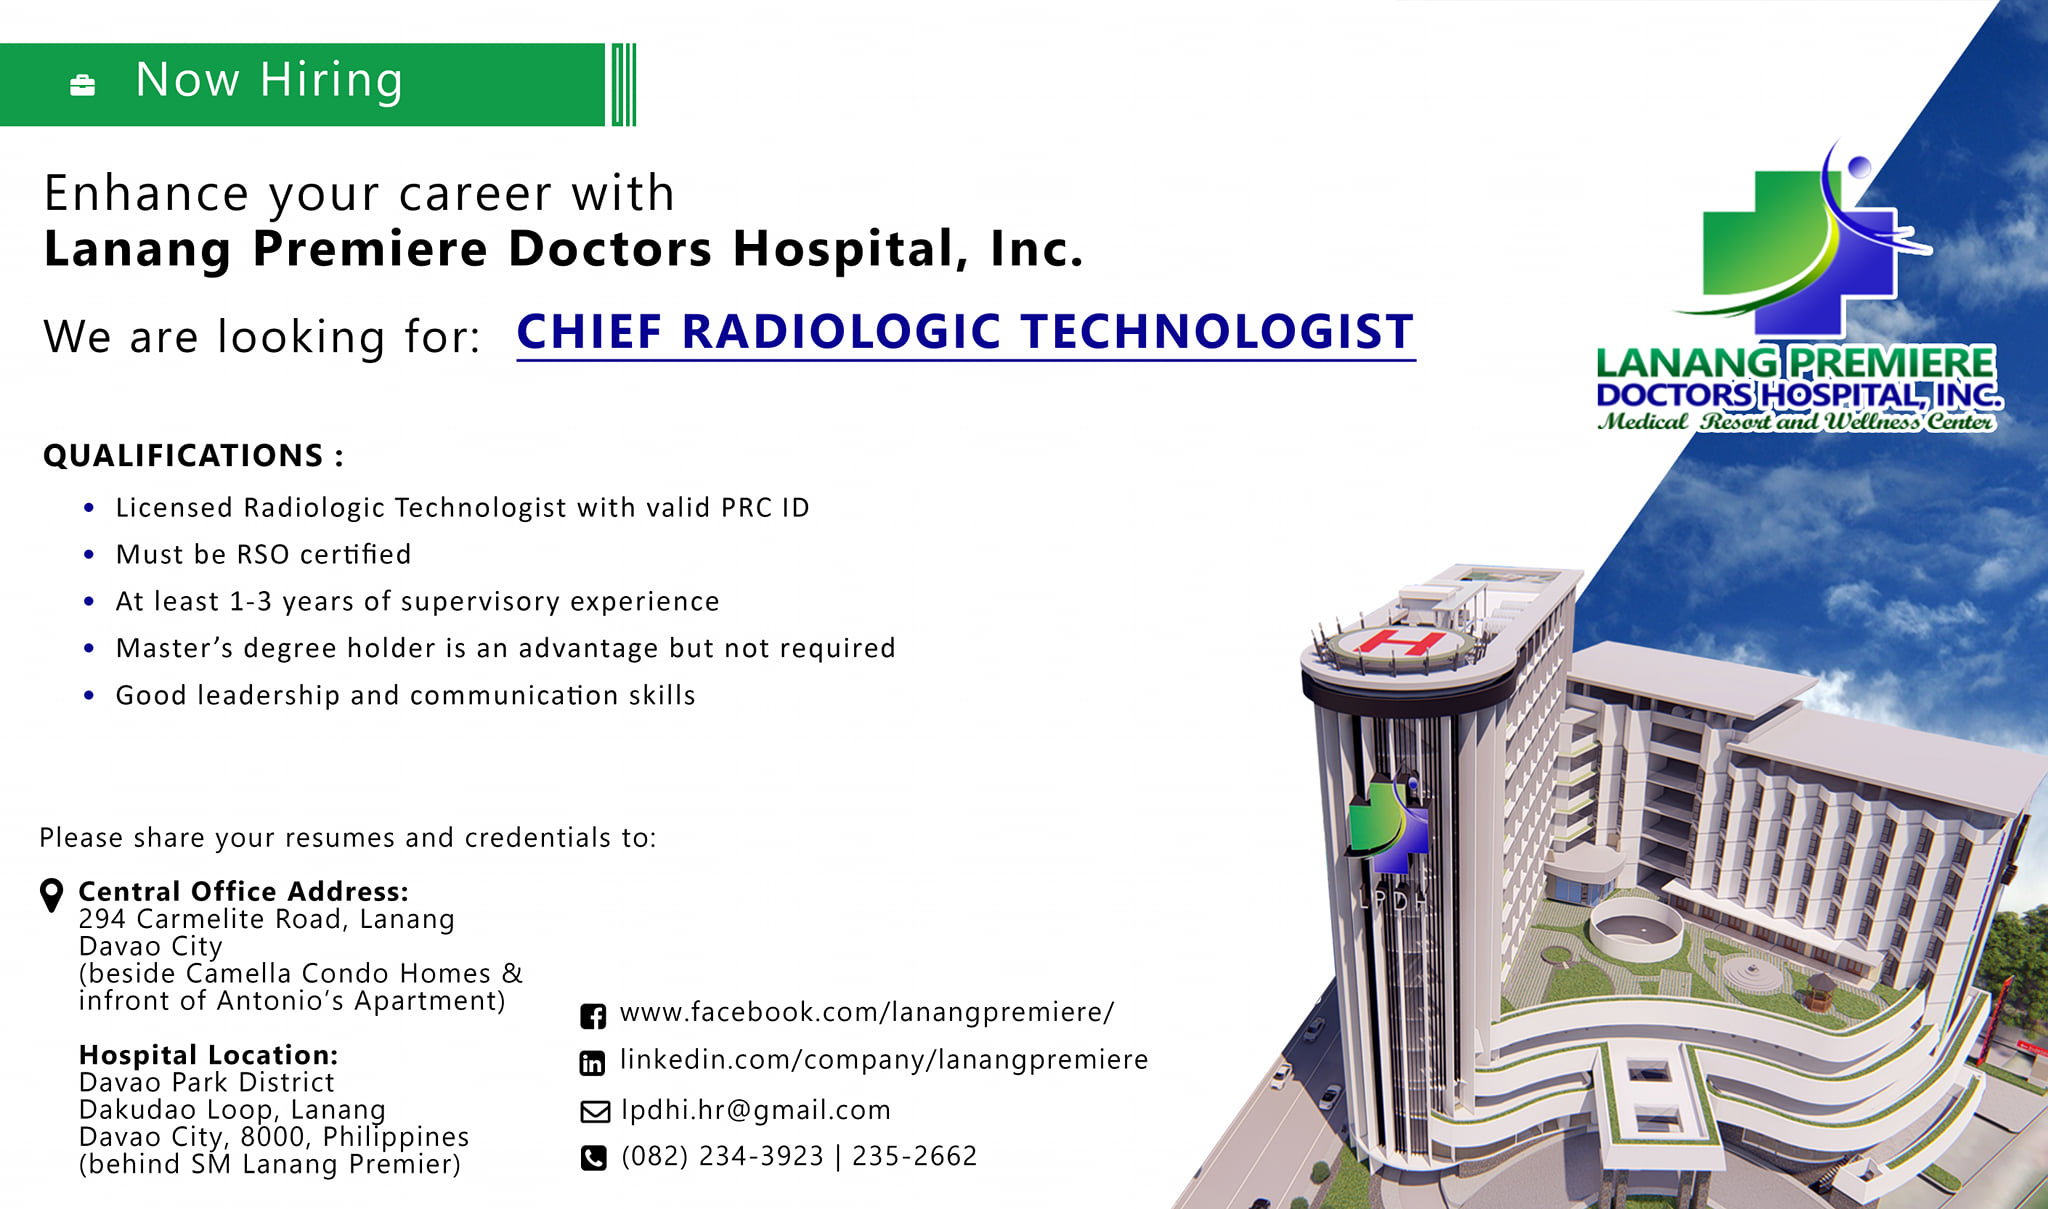 Now Hiring
Enhance your career with
Lanang Premiere Doctors Hospital, Inc.
We are looking for: CHIEF RADIOLOGIC TECHNOLOGIST
LANANG PREMIERE
DOCTORS HOSPITAL, INC.
Medical Resort and Wellness Center
QUALIFICATIONS :
• Licensed Radiologic Technologist with valid PRC ID
• Must be RSO certified
• At least 1-3 years of supervisory experience
• Master’s degree holder is an advantage but not required
• Good leadership and communication skills
H
LPDH
Please share your resumes and credentials to:
Central Office Address:
294 Carmelite Road, Lanang
Davao City
(beside Camella Condo Homes &
infront of Antonio’s Apartment)
Hospital Location:
Davao Park District
Dakudao Loop, Lanang
Davao City, 8000, Philippines
(behind SM Lanang Premier)
www.facebook.com/lanangpremiere/
linkedin.com/company/lanangpremiere
lpdhi.hr@gmail.com
(082) 234-3923 | 235-2662